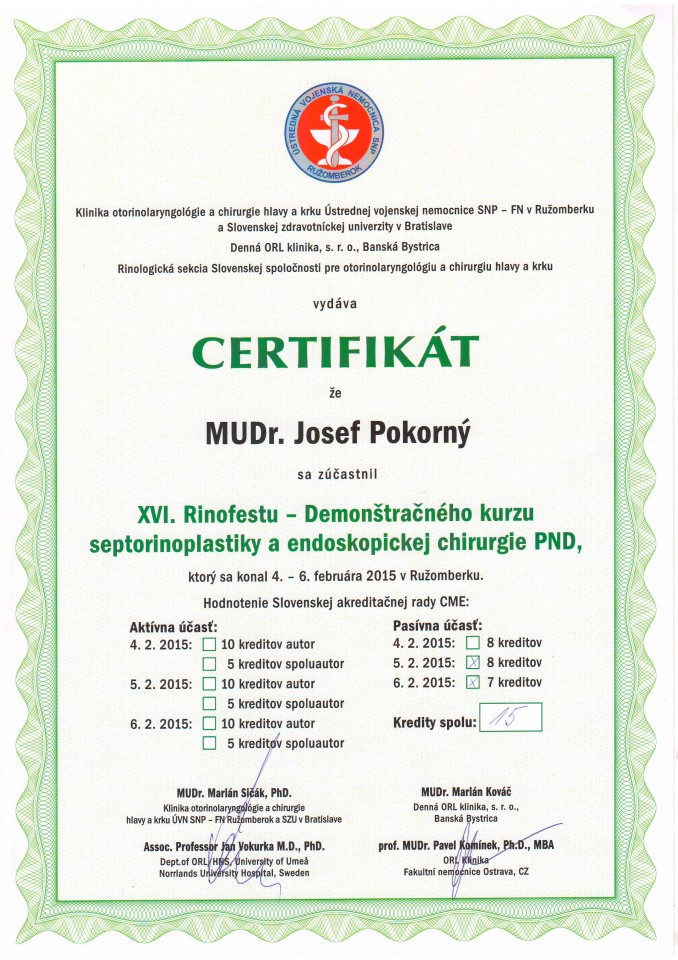 ÚSTREDNÁ VOJENSKÁ NEMOCNICA SNP
RUŽOMBEROK
Klinika otorinolaryngológie a chirurgie hlavy a krku Ústrednej vojenskej nemocnice SNP – FN v Ružomberku
a Slovenskej zdravotníckej univerzity v Bratislave
Denná ORL klinika, s. r. o., Banská Bystrica
Rinologická sekcia Slovenskej spoločnosti pre otorinolaryngológiu a chirurgiu hlavy a krku
vydáva
CERTIFIKÁT
že
MUDr. Josef Pokorný
sa zúčastnil
XVI. Rinofestu – Demonštračného kurzu
septorinoplastiky a endoskopickej chirurgie PND,
ktorý sa konal 4. – 6. februára 2015 v Ružomberku.
Hodnotenie Slovenskej akreditačnej rady CME:
Aktívna účasť:
4. 2. 2015: 10 kreditov autor
5 kreditov spoluautor
5. 2. 2015: 10 kreditov autor
5 kreditov spoluautor
6. 2. 2015: 10 kreditov autor
5 kreditov spoluautor
Pasívna účasť:
4. 2. 2015: 8 kreditov
5. 2. 2015: X 8 kreditov
6. 2. 2015: X 7 kreditov
Kredity spolu: 15
MUDr. Marián Sičák, PhD.
Klinika otorinolaryngológie a chirurgie
hlavy a krku ÚVN SNP – FN Ružomberok a SZU v Bratislave
MUDr. Marián Kováč
Denná ORL klinika, s. r. o.,
Banská Bystrica
Assoc. Professor Jan Vokurka M.D., PhD.
Dept.of ORL/HNS, University of Umeå
Norrlands University Hospital, Sweden
prof. MUDr. Pavel Komínek, Ph.D., MBA
ORL Klinika
Fakultní nemocnice Ostrava, CZ